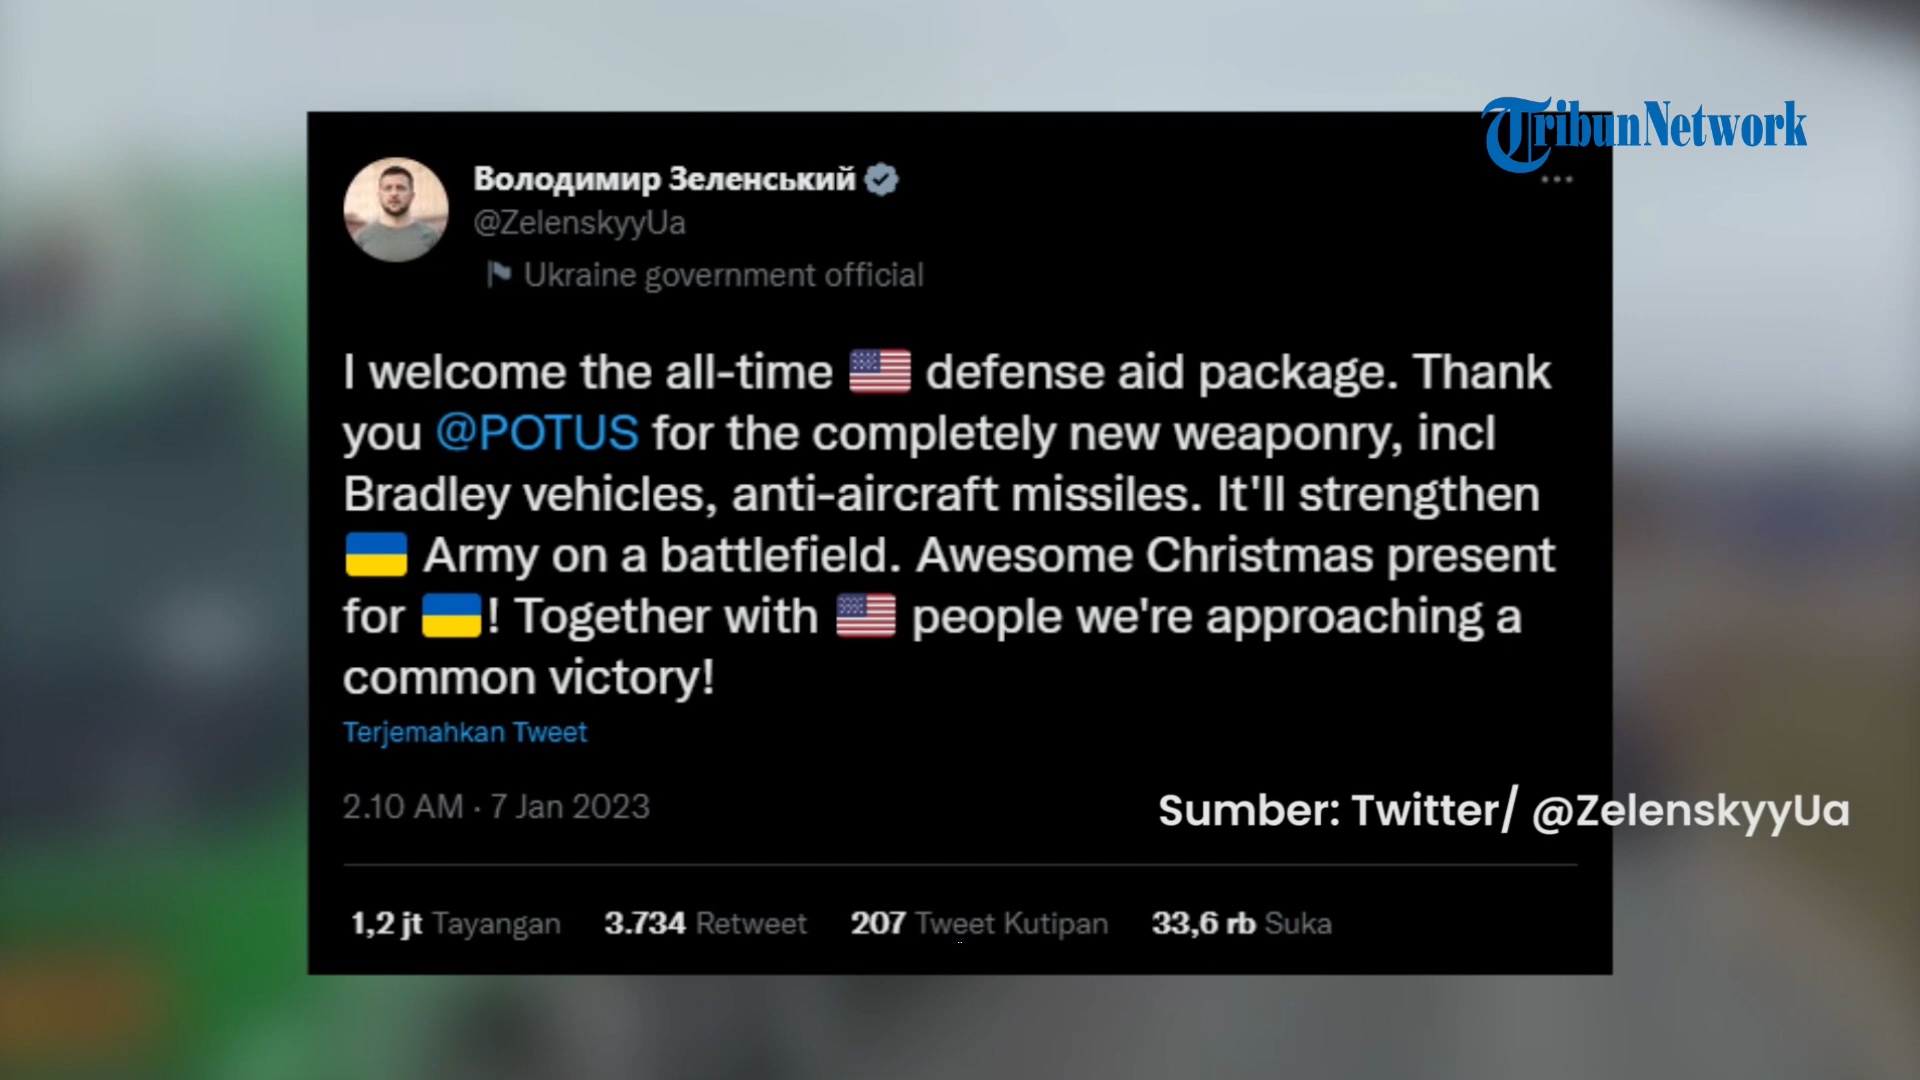 TribunNetwork
Володимир Зеленський
@ZelenskyyUa
Ukraine government official
I welcome the all-time 🇺🇸 defense aid package. Thank
you @POTUS for the completely new weaponry, incl
Bradley vehicles, anti-aircraft missiles. It'll strengthen
🇺🇦 Army on a battlefield. Awesome Christmas present
for 🇺🇦! Together with 🇺🇸 people we're approaching a
common victory!
Terjemahkan Tweet
2.10 AM · 7 Jan 2023
Sumber: Twitter/ @ZelenskyyUa
1,2 jt Tayangan 3.734 Retweet 207 Tweet Kutipan 33,6 rb Suka